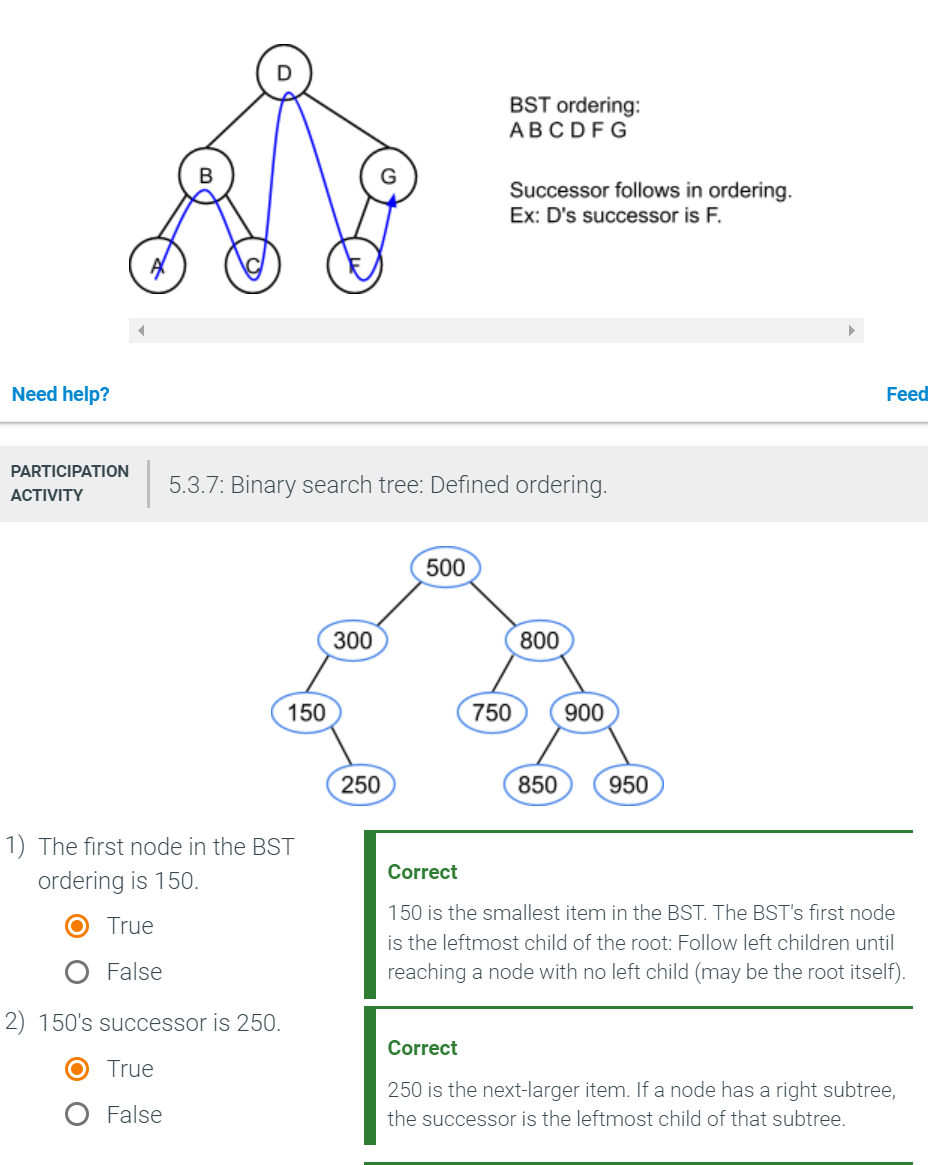 D
BST ordering:
A B C D F G
B
G
Successor follows in ordering.
Ex: D's successor is F.
A
C
F
Need help?
Feed
PARTICIPATION
ACTIVITY
5.3.7: Binary search tree: Defined ordering.
500
300
800
150
750
900
250
850
950
1) The first node in the BST
ordering is 150.
True
False
Correct
150 is the smallest item in the BST. The BST's first node
is the leftmost child of the root: Follow left children until
reaching a node with no left child (may be the root itself).
2) 150's successor is 250.
True
False
Correct
250 is the next-larger item. If a node has a right subtree,
the successor is the leftmost child of that subtree.